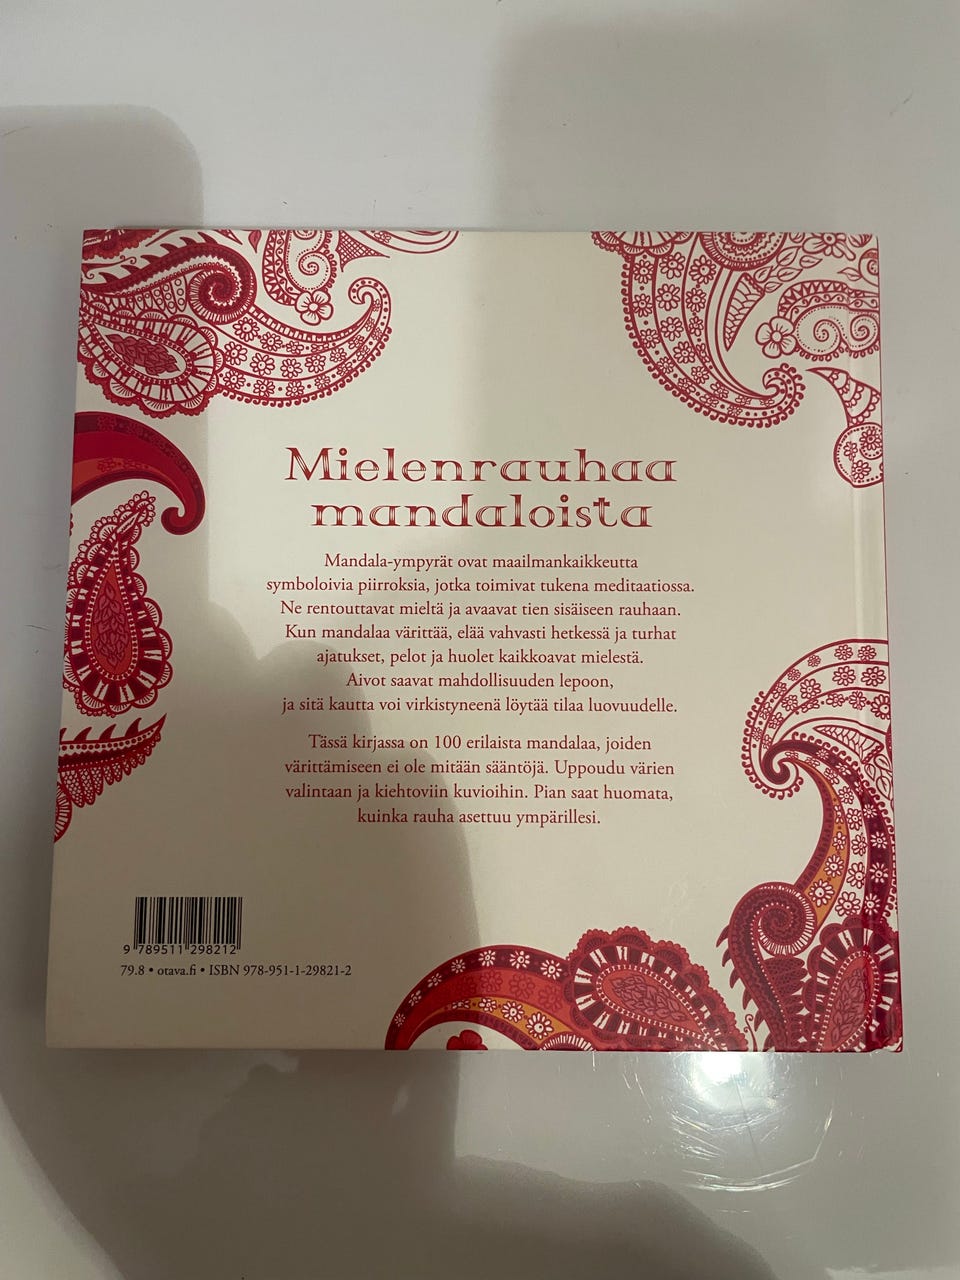 Mielenrauhaa
mandaloista
Mandala-ympyrät ovat maailmankaikkeutta
symboloivia piirroksia, jotka toimivat tukena meditaatiossa.
Ne rentouttavat mieltä ja avaavat tien sisäiseen rauhaan.
Kun mandalaa värittää, elää vahvasti hetkessä ja turhat
ajatukset, pelot ja huolet kaikkoavat mielestä.
Aivot saavat mahdollisuuden lepoon,
ja sitä kautta voi virkistyneenä löytää tilaa luovuudelle.
Tässä kirjassa on 100 erilaista mandalaa, joiden
värittämiseen ei ole mitään sääntöjä. Uppoudu värien
valintaan ja kiehtoviin kuvioihin. Pian saat huomata,
kuinka rauha asettuu ympärillesi.
9 789511 298212
79.8 • otava.fi • ISBN 978-951-1-29821-2